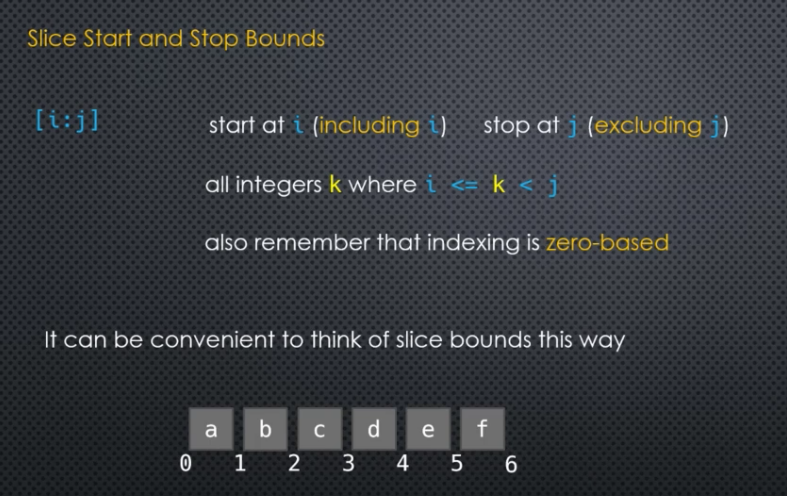 Slice Start and Stop Bounds
[i:j] start at i (including i) stop at j (excluding j)
all integers k where i <= k < j
also remember that indexing is zero-based
It can be convenient to think of slice bounds this way
a b c d e f
0 1 2 3 4 5 6